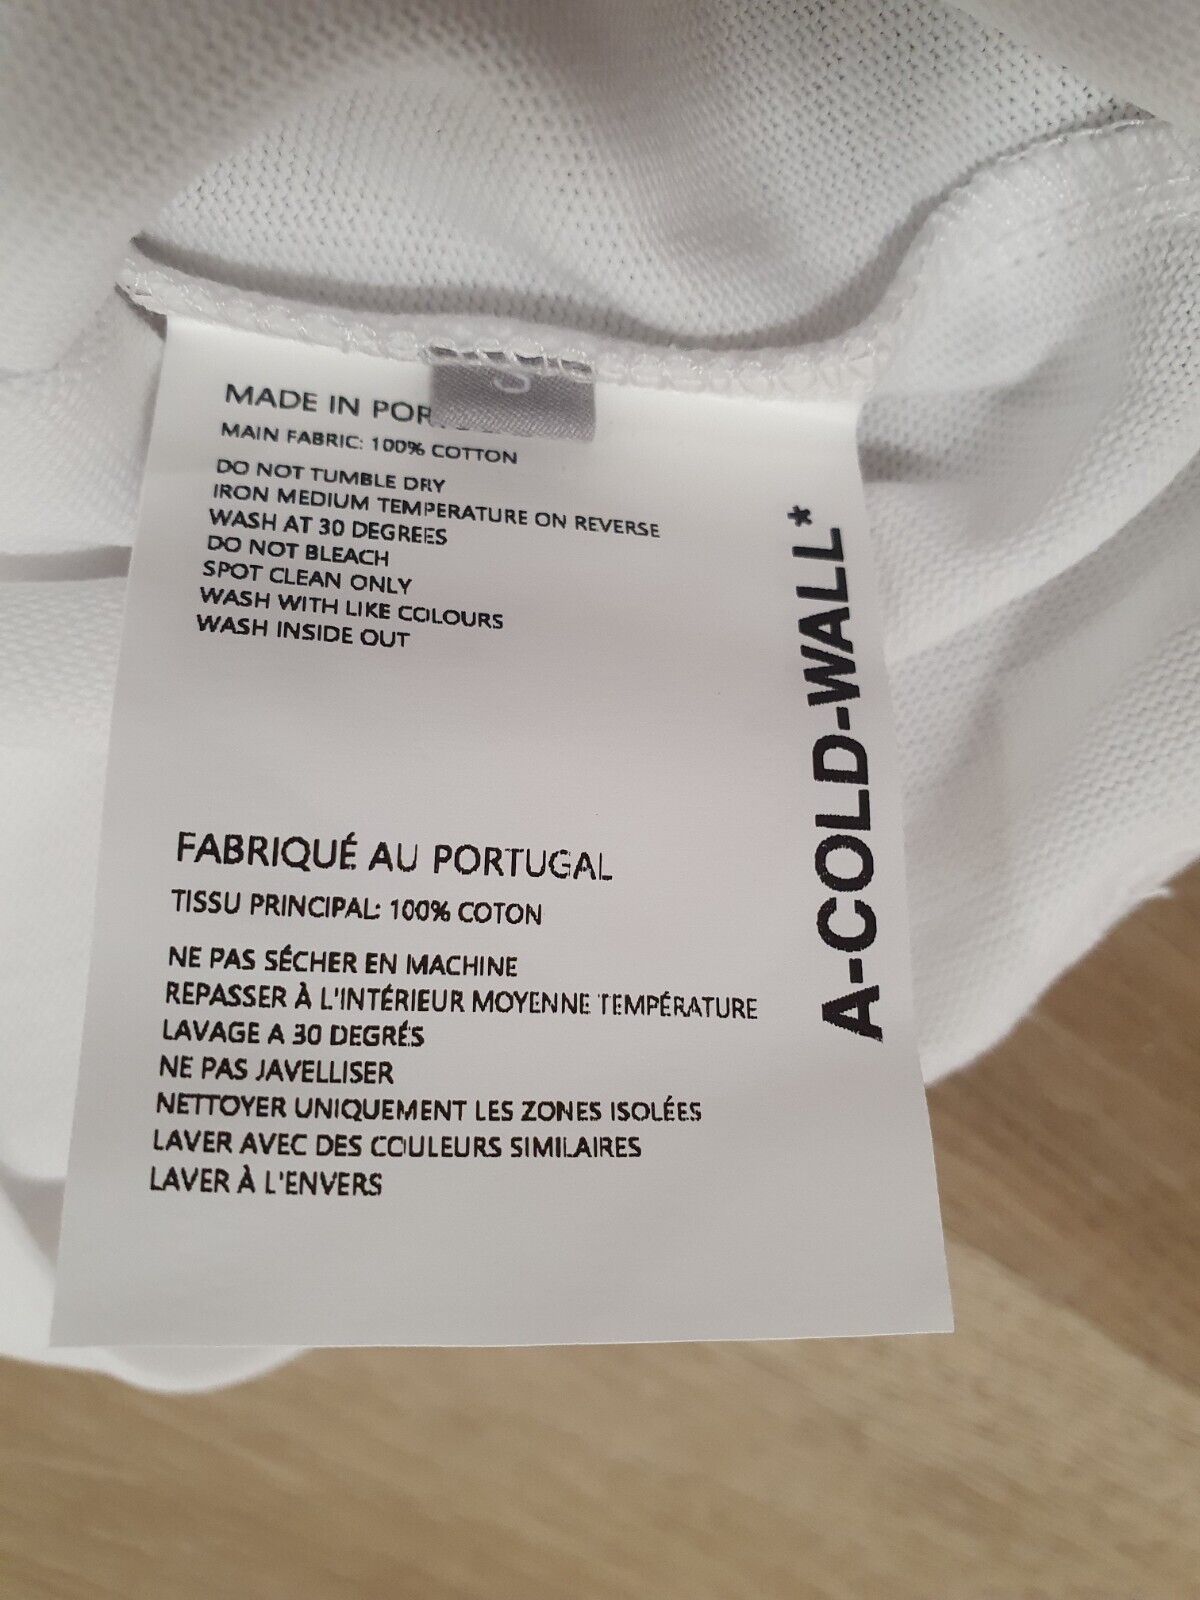 S
MADE IN POR
MAIN FABRIC: 100% COTTON
DO NOT TUMBLE DRY
IRON MEDIUM TEMPERATURE ON REVERSE
WASH AT 30 DEGREES
DO NOT BLEACH
SPOT CLEAN ONLY
WASH WITH LIKE COLOURS
WASH INSIDE OUT
A-COLD-WALL*
FABRIQUÉ AU PORTUGAL
TISSU PRINCIPAL: 100% COTON
NE PAS SÉCHER EN MACHINE
REPASSER À L'INTÉRIEUR MOYENNE TEMPÉRATURE
LAVAGE A 30 DEGRÉS
NE PAS JAVELLISER
NETTOYER UNIQUEMENT LES ZONES ISOLÉES
LAVER AVEC DES COULEURS SIMILAIRES
LAVER À L'ENVERS